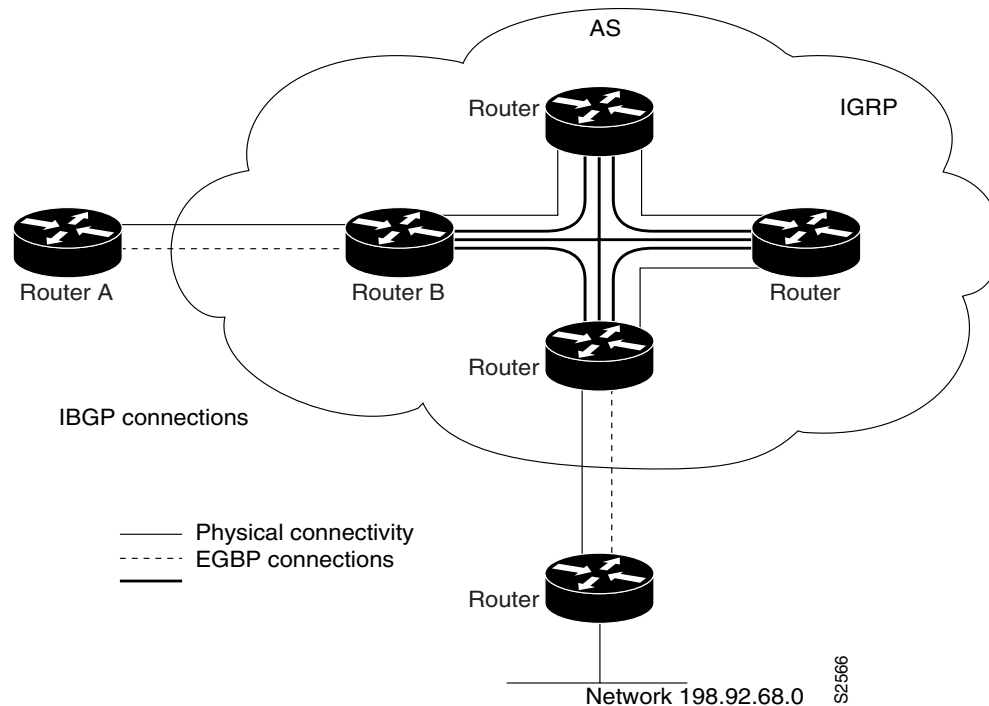 AS
Router
IGRP
Router A
Router B
Router
Router
IBGP connections
Physical connectivity
EGBP connections
Router
Network 198.92.68.0
S2566